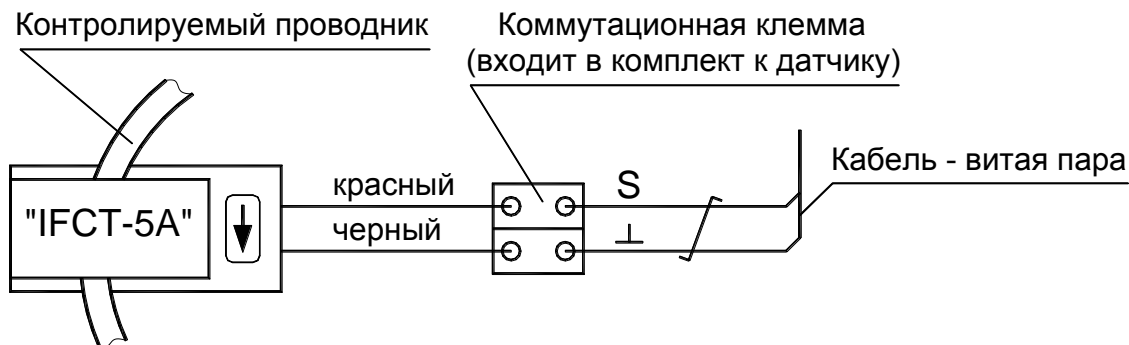 Контролируемый проводник
Коммутационная клемма
(входит в комплект к датчику)
Кабель - витая пара
красный
S
"IFCT-5A"
черный
⊥